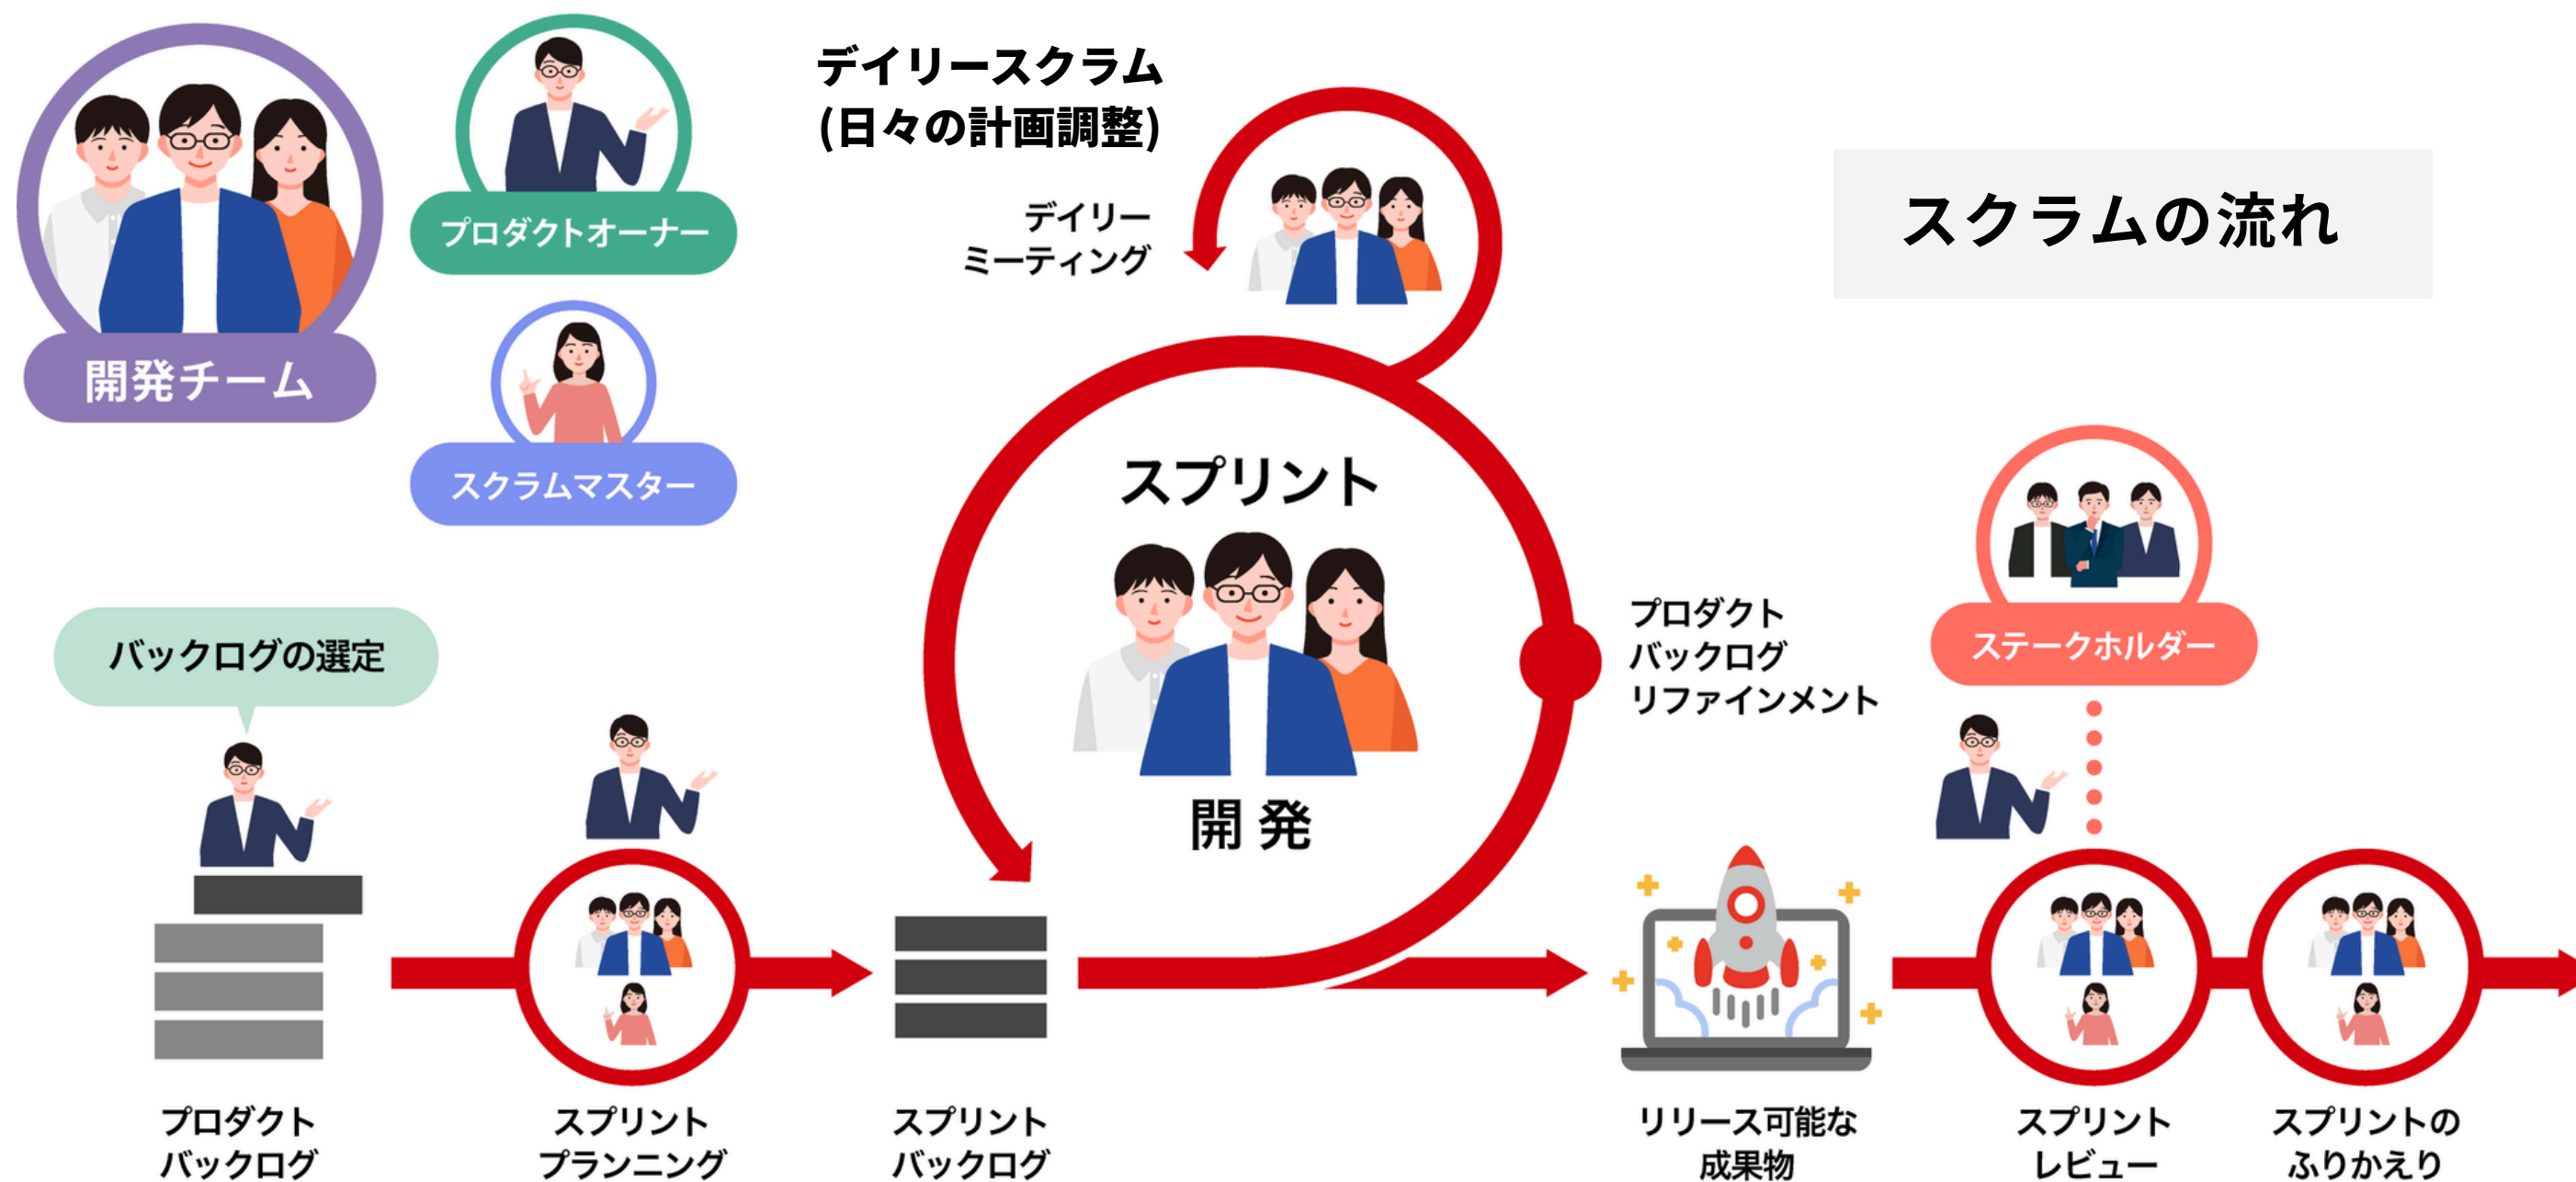 開発チーム
プロダクトオーナー
スクラムマスター
デイリースクラム
(日々の計画調整)
デイリー
ミーティング
スクラムの流れ
スプリント
開発
プロダクト
バックログ
リファインメント
ステークホルダー
バックログの選定
プロダクト
バックログ
スプリント
プランニング
スプリント
バックログ
リリース可能な
成果物
スプリント
レビュー
スプリントの
ふりかえり